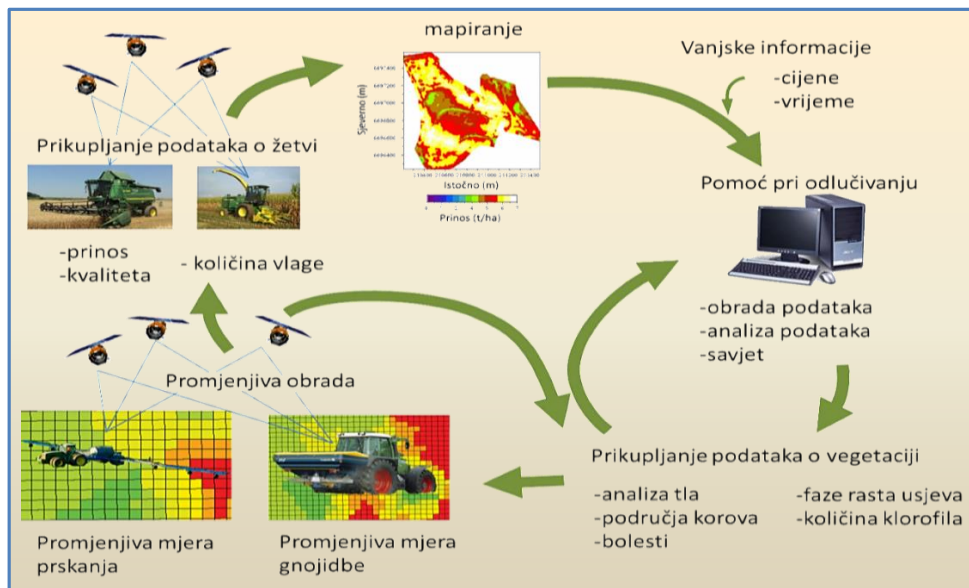 mapiranje
Vanjske informacije
-cijene
-vrijeme
Prikupljanje podataka o žetvi
-prinos
-kvaliteta
- količina vlage
Sjeverno (m)
Istočno (m)
Prinos (t/ha)
Pomoć pri odlučivanju
-obrada podataka
-analiza podataka
-savjet
Promjenjiva obrada
Promjenjiva mjera
prskanja
Promjenjiva mjera
gnojidbe
Prikupljanje podataka o vegetaciji
-analiza tla
-područja korova
-bolesti
-faze rasta usjeva
-količina klorofila